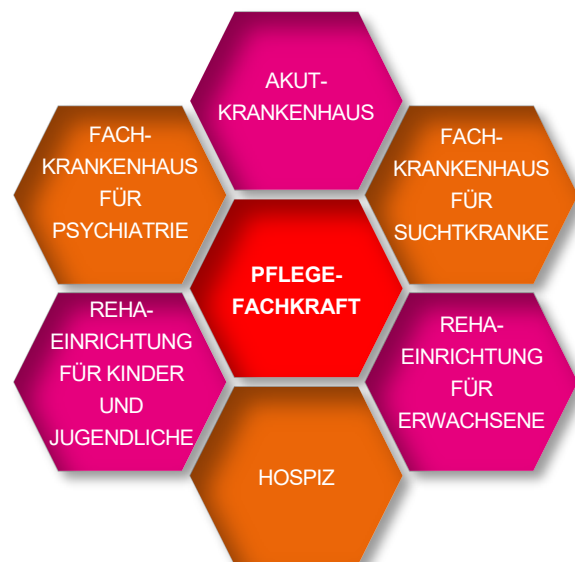 AKUT-
KRANKENHAUS
FACH-
KRANKENHAUS
FÜR
PSYCHIATRIE
FACH-
KRANKENHAUS
FÜR
SUCHTKRANKE
PFLEGE-
FACHKRAFT
REHA-
EINRICHTUNG
FÜR KINDER
UND
JUGENDLICHE
REHA-
EINRICHTUNG
FÜR
ERWACHSENE
HOSPIZ